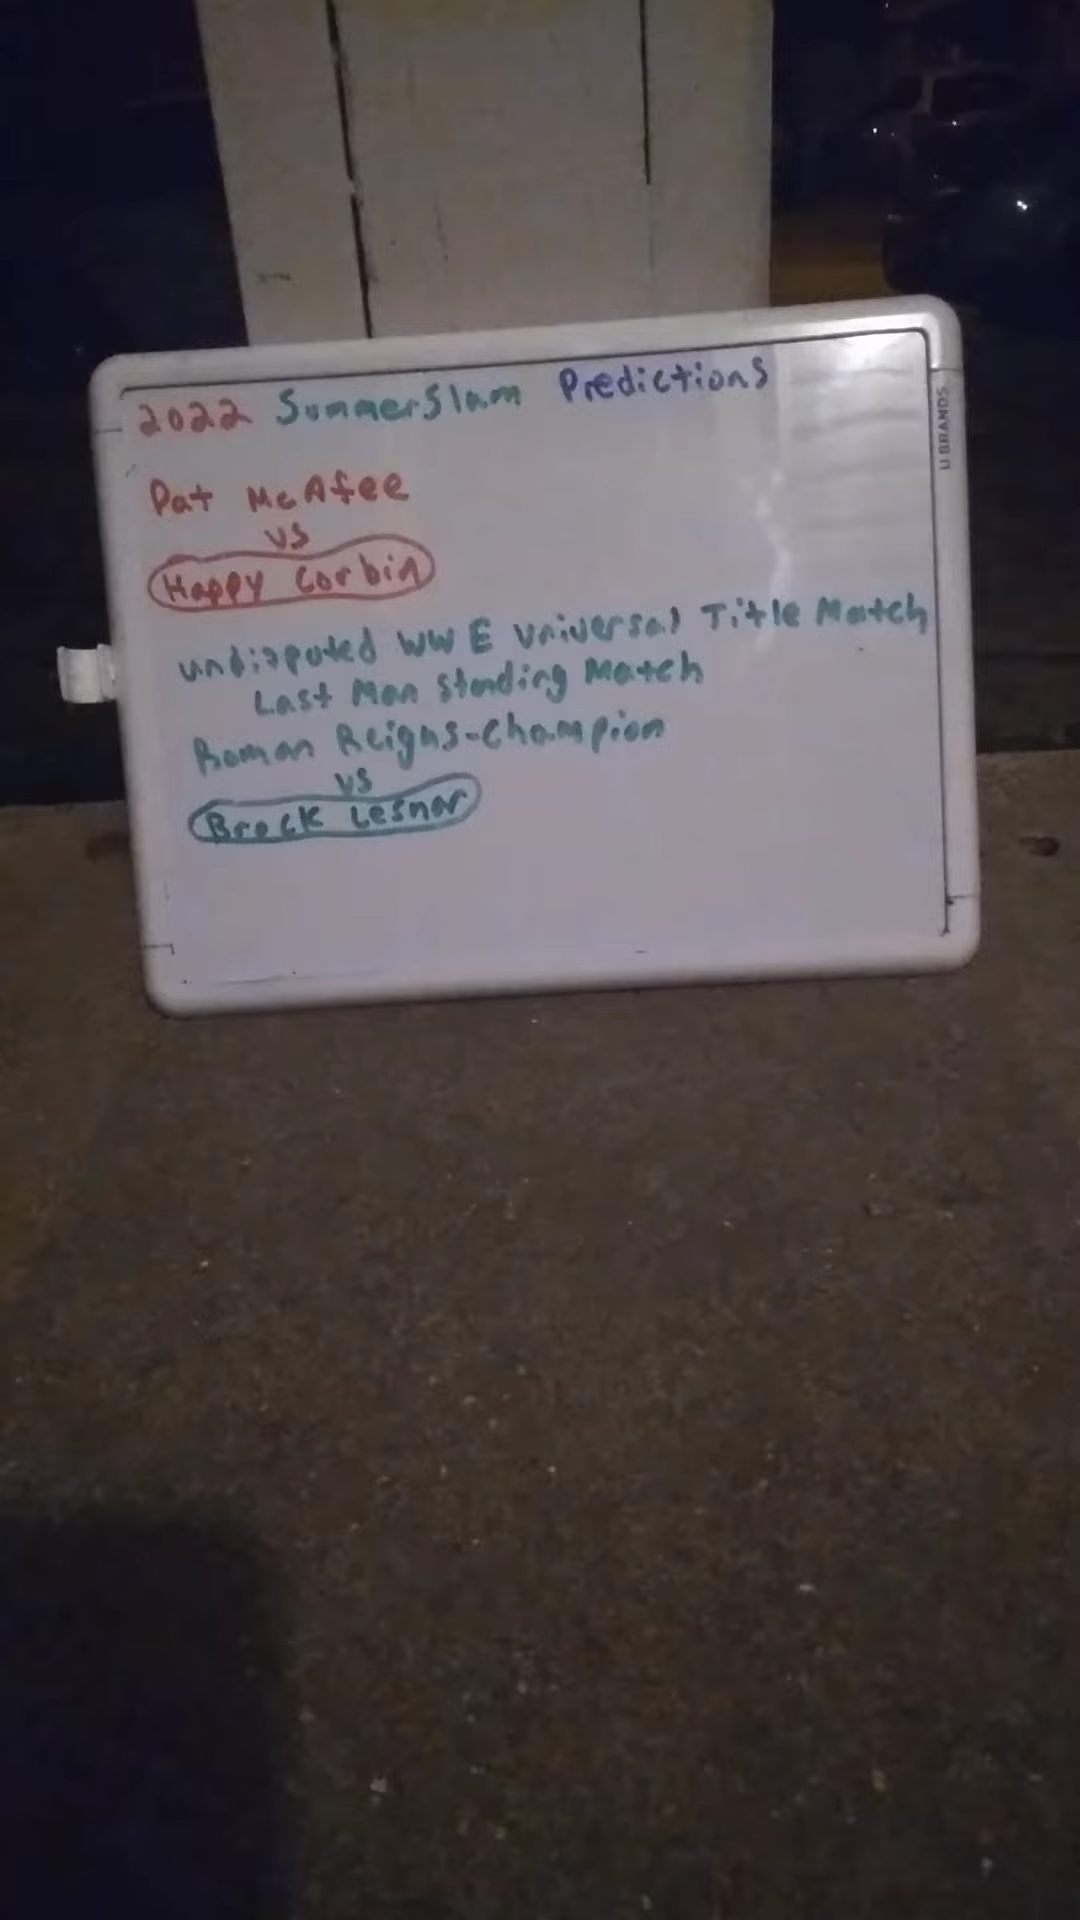 2022 SummerSlam Predictions
Pat McAfee
vs
Happy Corbin
undisputed WWE Universal Title Match
Last Man Standing Match
Roman Reigns-Champion
vs
Brock Lesnar
U BRANDS